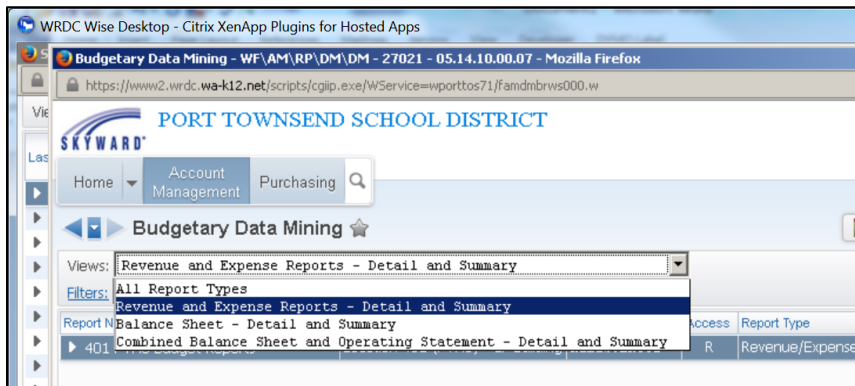 WRDC Wise Desktop - Citrix XenApp Plugins for Hosted Apps
Budgetary Data Mining - WF\AM\RP\DM\DM - 27021 - 05.14.10.00.07 - Mozilla Firefox
https://www2.wrdc.wa-k12.net/scripts/cgiip.exe/WService=wporttos71/famdmbrws000.w
Vie
PORT TOWNSEND SCHOOL DISTRICT
SKYWARD
Las
Home Account Management Purchasing
Budgetary Data Mining
Views: Revenue and Expense Reports - Detail and Summary
Filters: All Report Types
Revenue and Expense Reports - Detail and Summary
Report N Balance Sheet - Detail and Summary Access Report Type
Combined Balance Sheet and Operating Statement - Detail and Summary
401 R Revenue/Expense